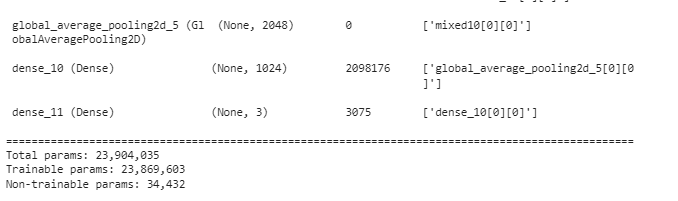 global_average_pooling2d_5 (Gl (None, 2048) 0 ['mixed10[0][0]']
obalAveragePooling2D)
dense_10 (Dense) (None, 1024) 2098176 ['global_average_pooling2d_5[0][0
]']
dense_11 (Dense) (None, 3) 3075 ['dense_10[0][0]']
==================================================================================================
Total params: 23,904,035
Trainable params: 23,869,603
Non-trainable params: 34,432